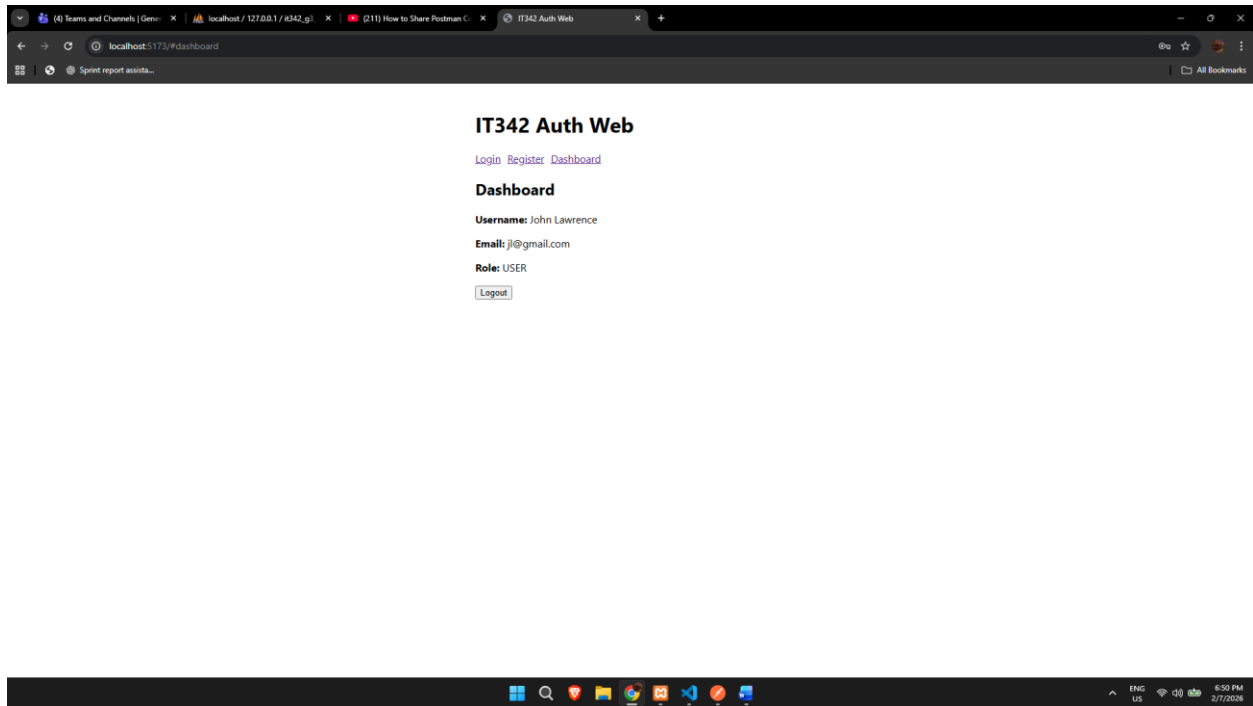 (4) Teams and Channels | Gene
localhost / 127.0.0.1 / it342_g3_
(211) How to Share Postman C
IT342 Auth Web
localhost:5173/#dashboard
Sprint report assista...
All Bookmarks
IT342 Auth Web
Login Register Dashboard
Dashboard
Username: John Lawrence
Email: jl@gmail.com
Role: USER
Logout
ENG
US
6:50 PM
2/7/2026